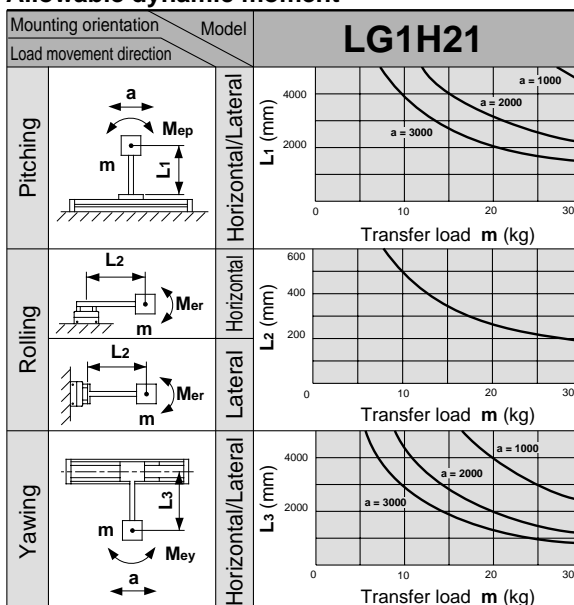 Allowable dynamic moment
Mounting orientation
Model
Load movement direction
LG1H21
Pitching
a
Mep
m
L1
Horizontal/Lateral
L1 (mm)
4000
2000
a = 1000
a = 2000
a = 3000
0 10 20 30
Transfer load m (kg)
Rolling
L2
Mer
m
Horizontal
L2
Mer
m
Lateral
L2 (mm)
600
400
200
0 10 20 30
Transfer load m (kg)
Yawing
L3
m
Mey
a
Horizontal/Lateral
L3 (mm)
4000
2000
a = 1000
a = 2000
a = 3000
0 10 20 30
Transfer load m (kg)